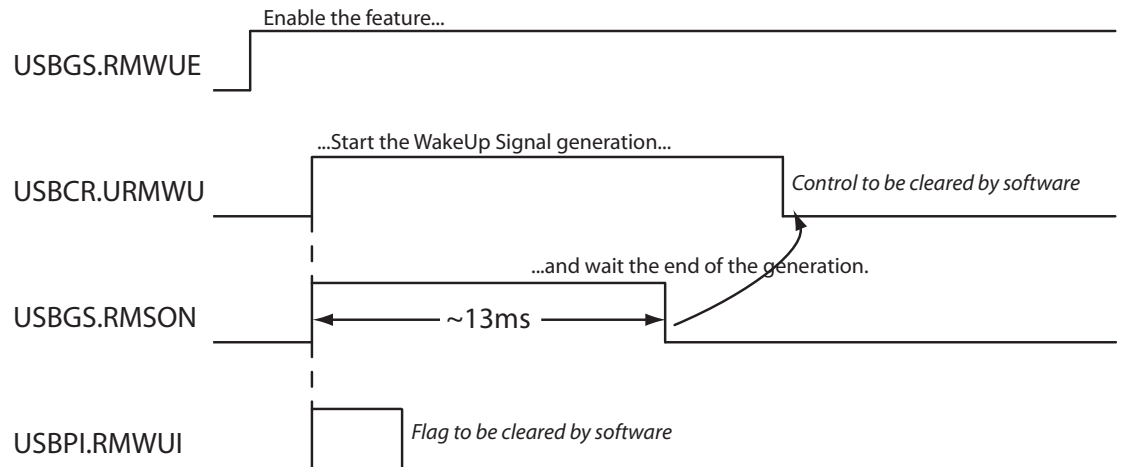 Enable the feature...
USBGS.RMWUE
...Start the WakeUp Signal generation...
USBCR.URMWU
Control to be cleared by software
...and wait the end of the generation.
USBGS.RMSON
~13ms
USBPI.RMWUI
Flag to be cleared by software